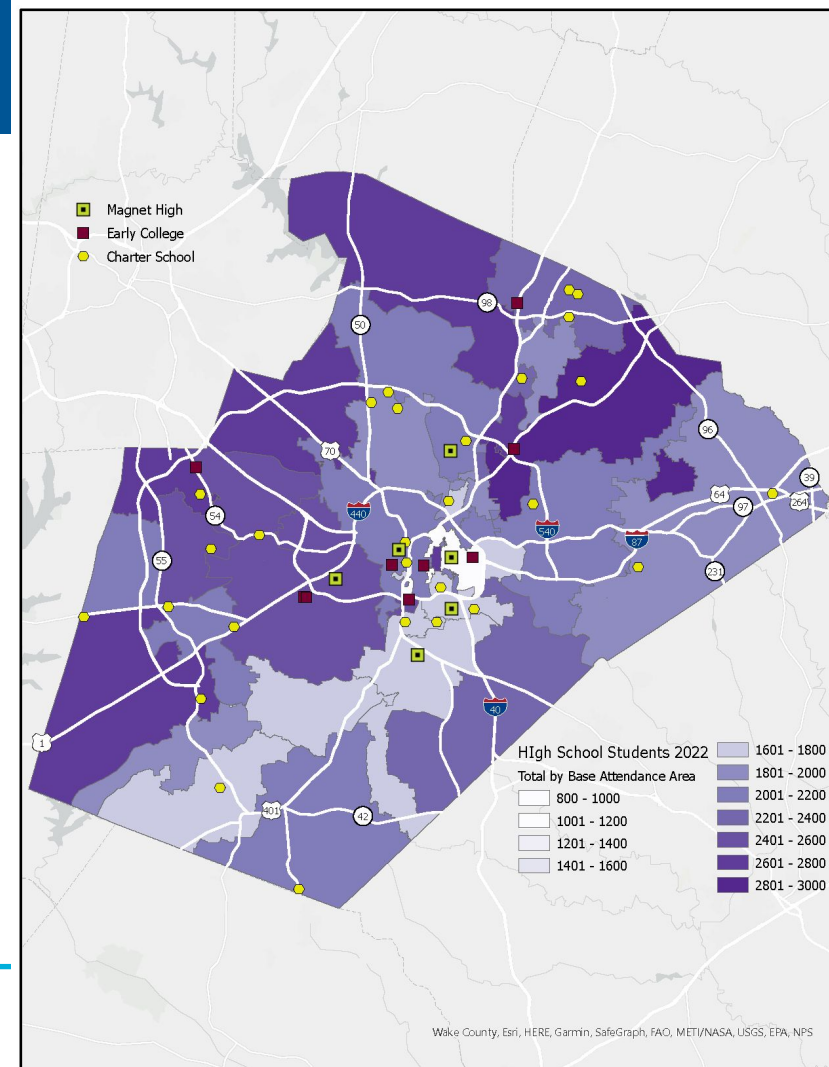 Magnet High
Early College
Charter School
98
50
96
70
39
64
264
97
54
440
540
87
55
231
1
40
401
42
HIgh School Students 2022
Total by Base Attendance Area
800 - 1000
1001 - 1200
1201 - 1400
1401 - 1600
1601 - 1800
1801 - 2000
2001 - 2200
2201 - 2400
2401 - 2600
2601 - 2800
2801 - 3000
Wake County, Esri, HERE, Garmin, SafeGraph, FAO, METI/NASA, USGS, EPA, NPS